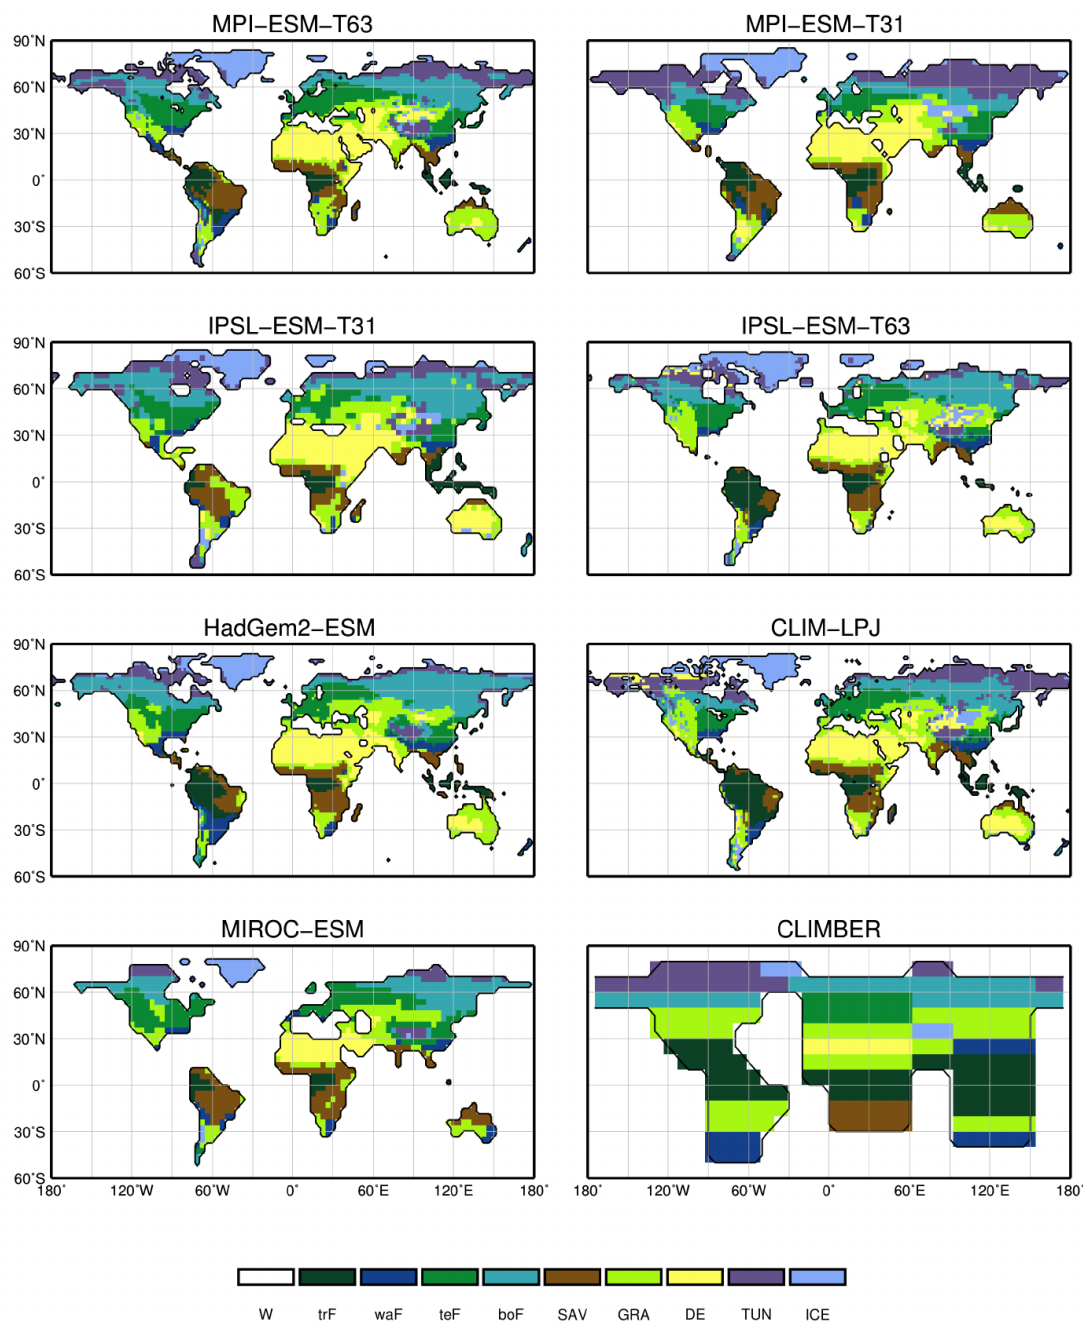 MPI−ESM−T63 MPI−ESM−T31
90˚N
60˚N
30˚N
0˚
30˚S
60˚S
IPSL−ESM−T31 IPSL−ESM−T63
90˚N
60˚N
30˚N
0˚
30˚S
60˚S
HadGem2−ESM CLIM−LPJ
90˚N
60˚N
30˚N
0˚
30˚S
60˚S
MIROC−ESM CLIMBER
90˚N
60˚N
30˚N
0˚
30˚S
60˚S
180˚ 120˚W 60˚W 0˚ 60˚E 120˚E 180˚ 180˚ 120˚W 60˚W 0˚ 60˚E 120˚E 180˚
W trF waF teF boF SAV GRA DE TUN ICE